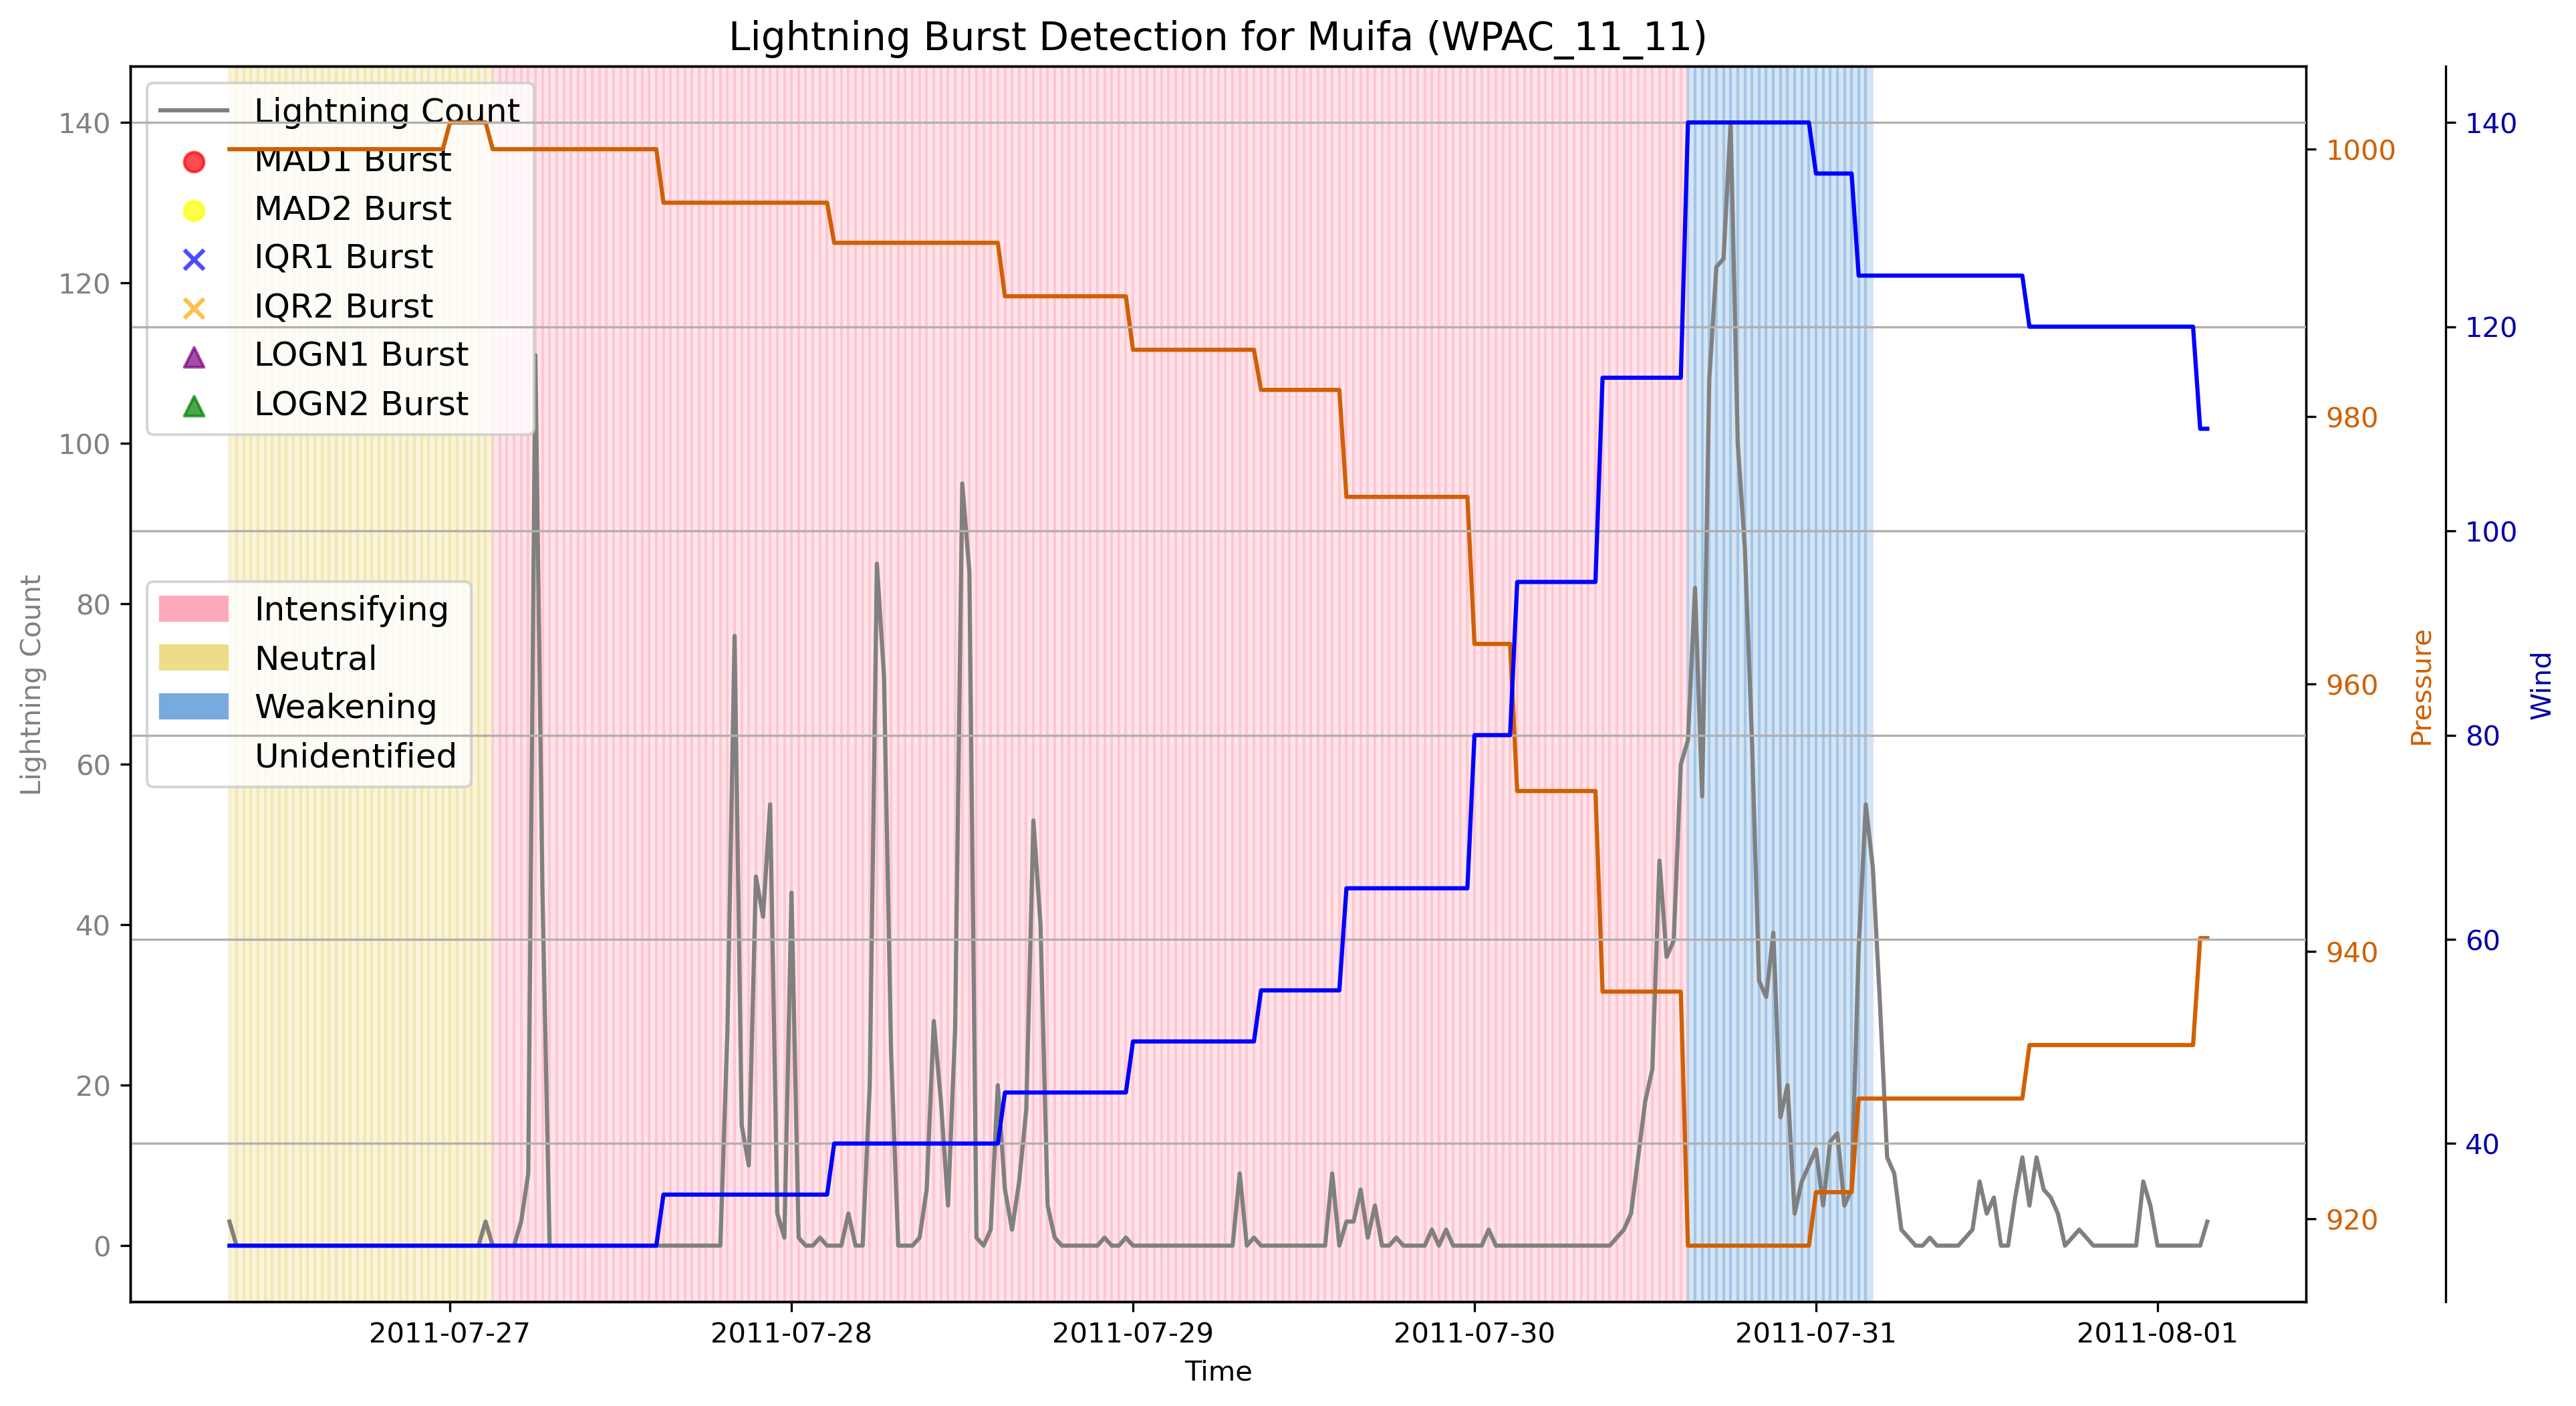 Lightning Burst Detection for Muifa (WPAC_11_11)
Lightning Count
MAD1 Burst
MAD2 Burst
IQR1 Burst
IQR2 Burst
LOGN1 Burst
LOGN2 Burst
Intensifying
Neutral
Weakening
Unidentified
Lightning Count
140
120
100
80
60
40
20
0
1000
980
960
940
920
Pressure
140
120
100
80
60
40
Wind
2011-07-27 2011-07-28 2011-07-29 2011-07-30 2011-07-31 2011-08-01
Time